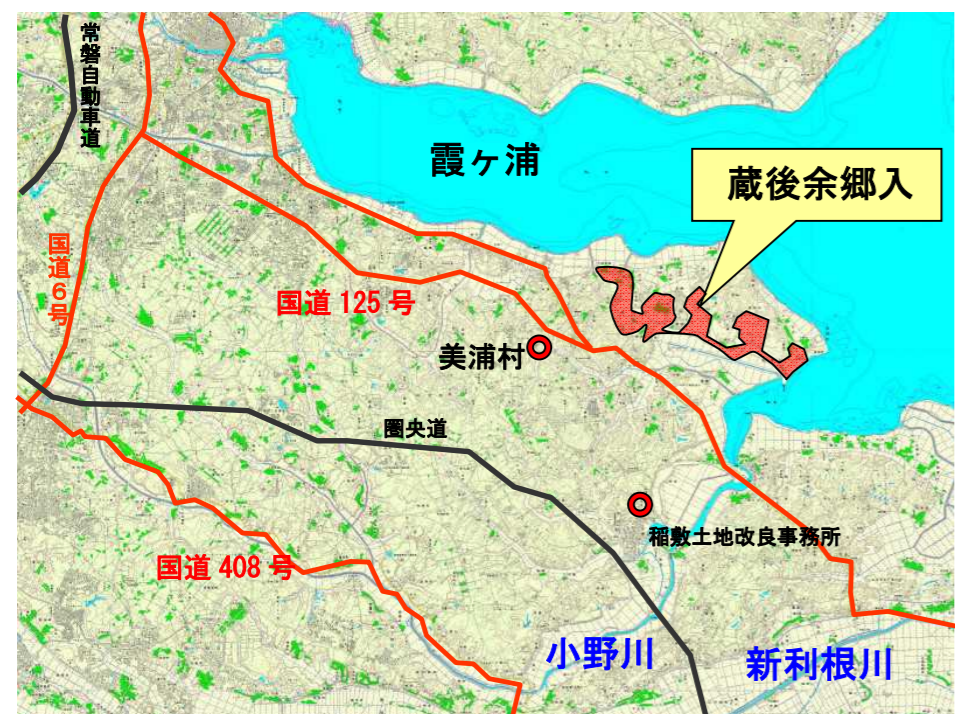 常磐自動車道
霞ヶ浦
蔵後余郷入
国道6号
国道125号
美浦村
圏央道
稲敷土地改良事務所
国道408号
小野川
新利根川